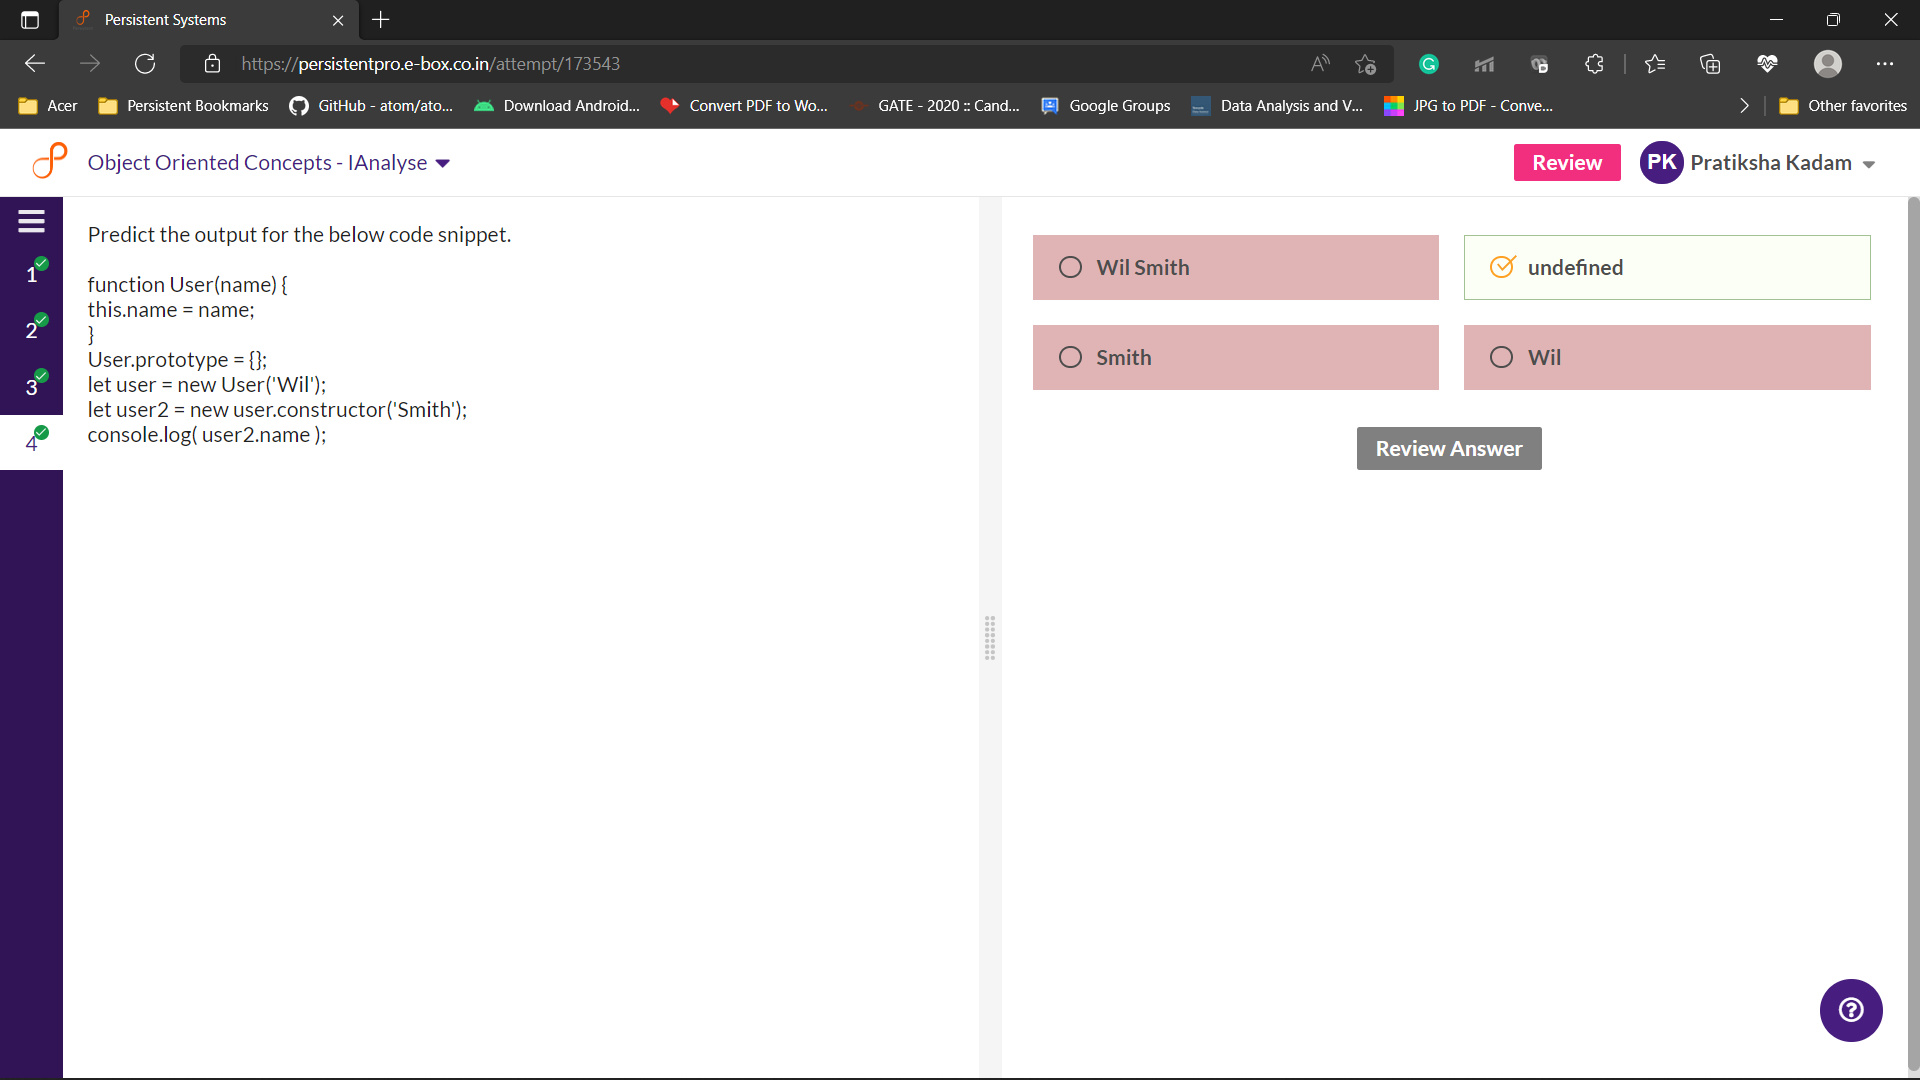 Persistent Systems
https://persistentpro.e-box.co.in/attempt/173543
Acer
Persistent Bookmarks
GitHub - atom/ato...
Download Android...
Convert PDF to Wo...
GATE - 2020 :: Cand...
Google Groups
Data Analysis and V...
JPG to PDF - Conve...
Other favorites
Object Oriented Concepts - IAnalyse
Review
PK
Pratiksha Kadam
1
2
3
4
Predict the output for the below code snippet.
function User(name) {
this.name = name;
}
User.prototype = {};
let user = new User('Wil');
let user2 = new user.constructor('Smith');
console.log( user2.name );
Wil Smith
undefined
Smith
Wil
Review Answer